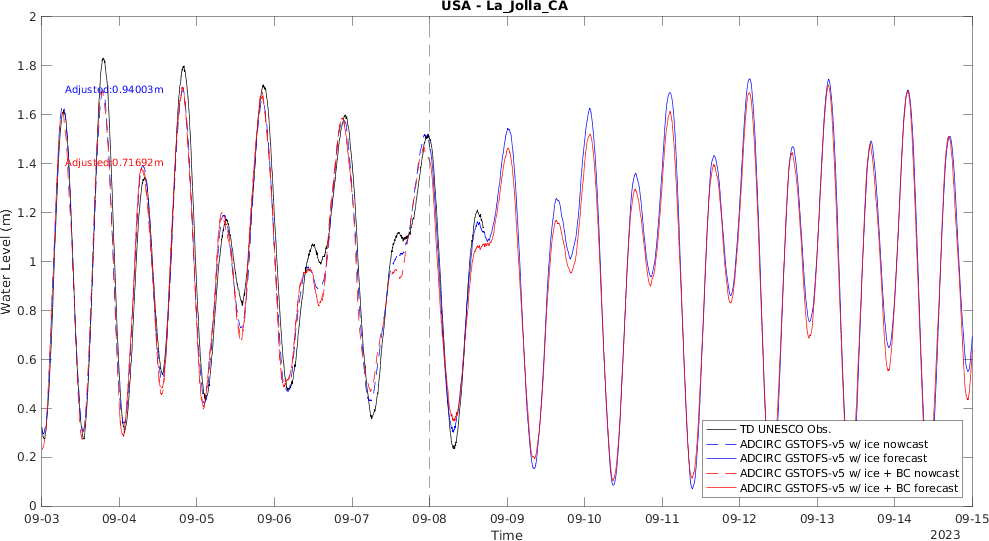 USA - La_Jolla_CA
2
1.8
1.6
1.4
1.2
1
0.8
0.6
0.4
0.2
0
Water Level (m)
Adjusted:0.94003m
Adjusted:0.71692m
TD UNESCO Obs.
ADCIRC GSTOFS-v5 w/ ice nowcast
ADCIRC GSTOFS-v5 w/ ice forecast
ADCIRC GSTOFS-v5 w/ ice + BC nowcast
ADCIRC GSTOFS-v5 w/ ice + BC forecast
09-03 09-04 09-05 09-06 09-07 09-08 09-09 09-10 09-11 09-12 09-13 09-14 09-15
Time
2023